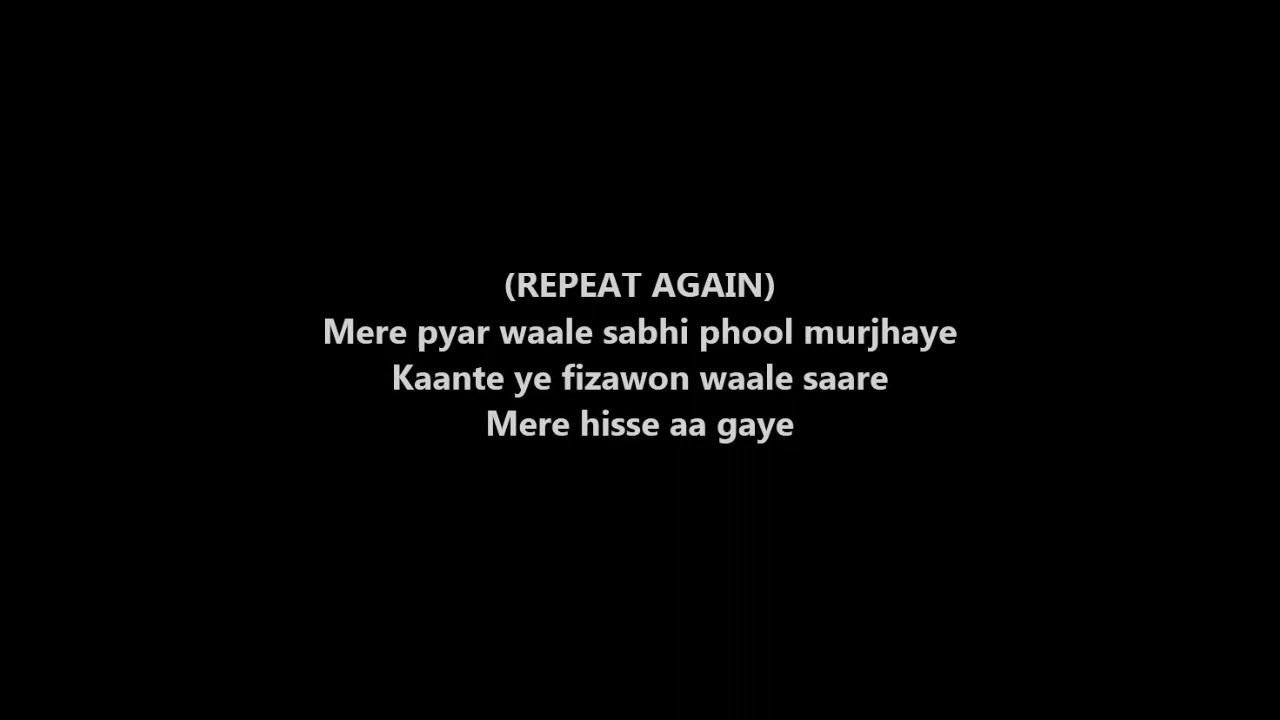 (REPEAT AGAIN)
Mere pyar waale sabhi phool murjhaye
Kaante ye fizawon waale saare
Mere hisse aa gaye